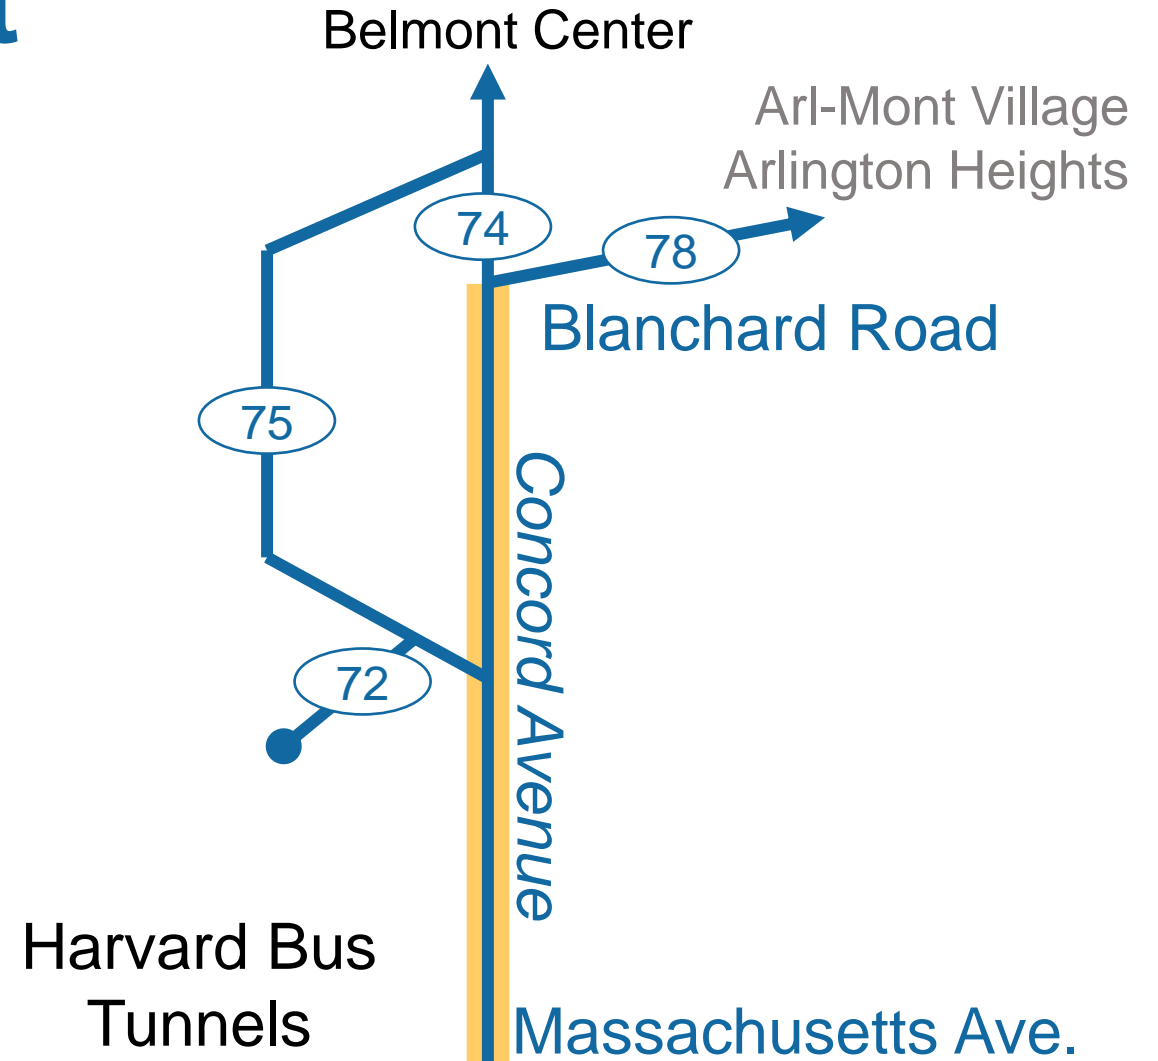 Belmont Center
Arl-Mont Village
Arlington Heights
74
78
Blanchard Road
75
Concord Avenue
72
Harvard Bus
Tunnels
Massachusetts Ave.